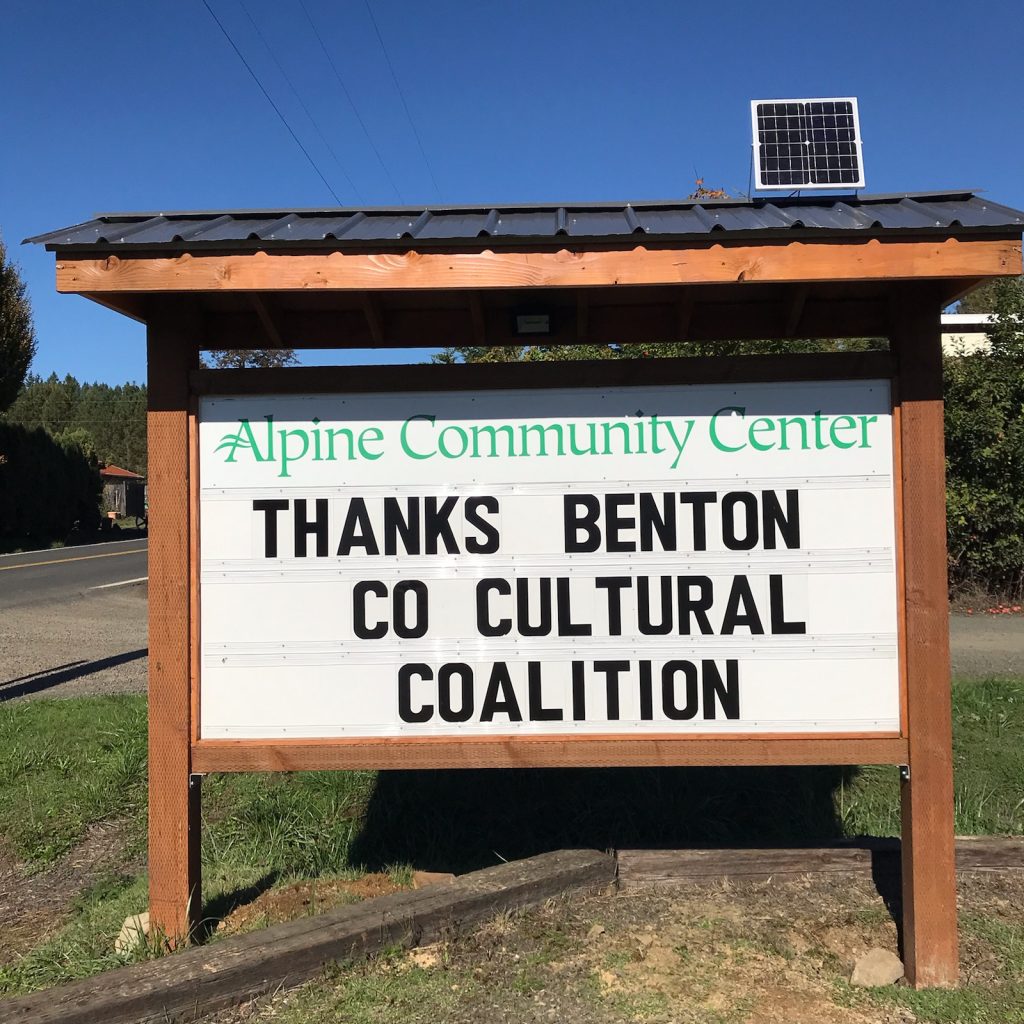 Alpine Community Center
THANKS BENTON
CO CULTURAL
COALITION